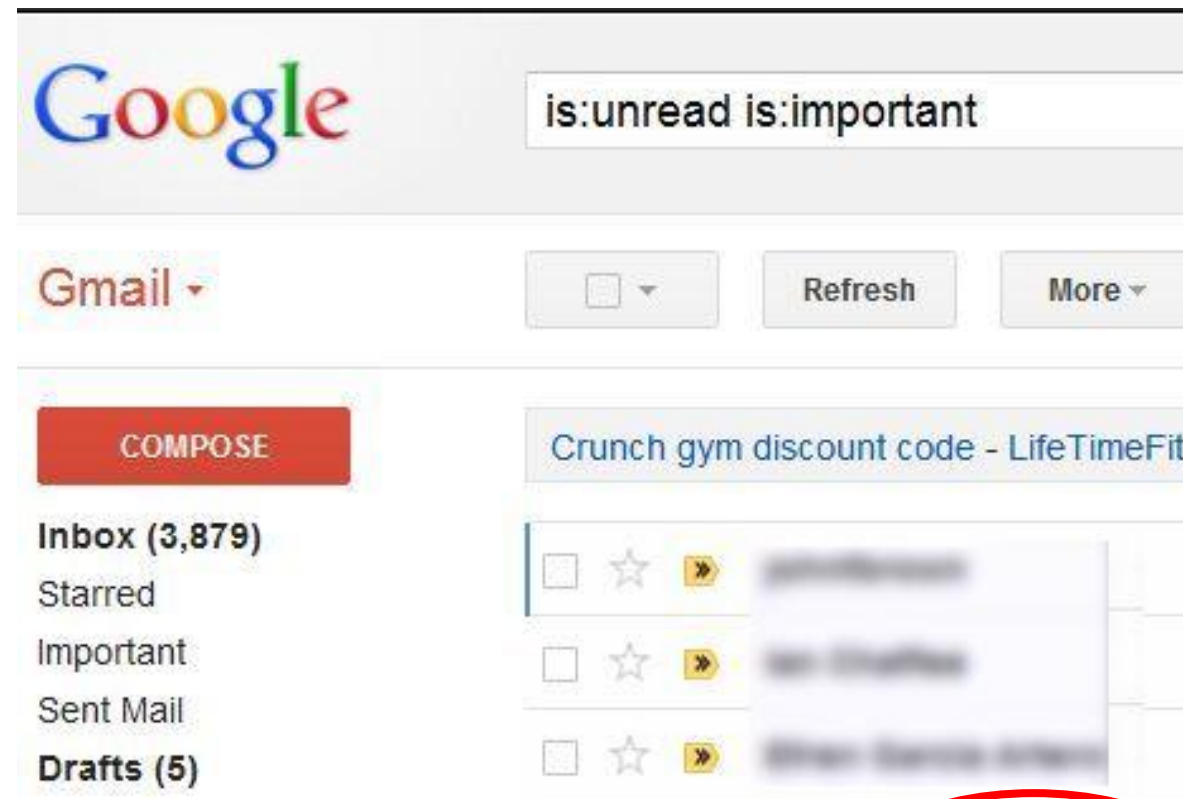 Google
is:unread is:important
Gmail
Refresh
More
COMPOSE
Crunch gym discount code - LifeTimeFit
Inbox (3,879)
Starred
Important
Sent Mail
Drafts (5)